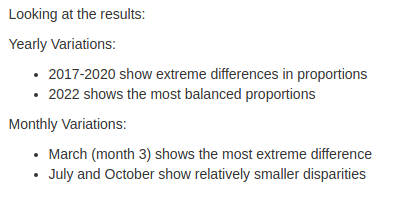 Looking at the results:
Yearly Variations:
• 2017-2020 show extreme differences in proportions
• 2022 shows the most balanced proportions
Monthly Variations:
• March (month 3) shows the most extreme difference
• July and October show relatively smaller disparities